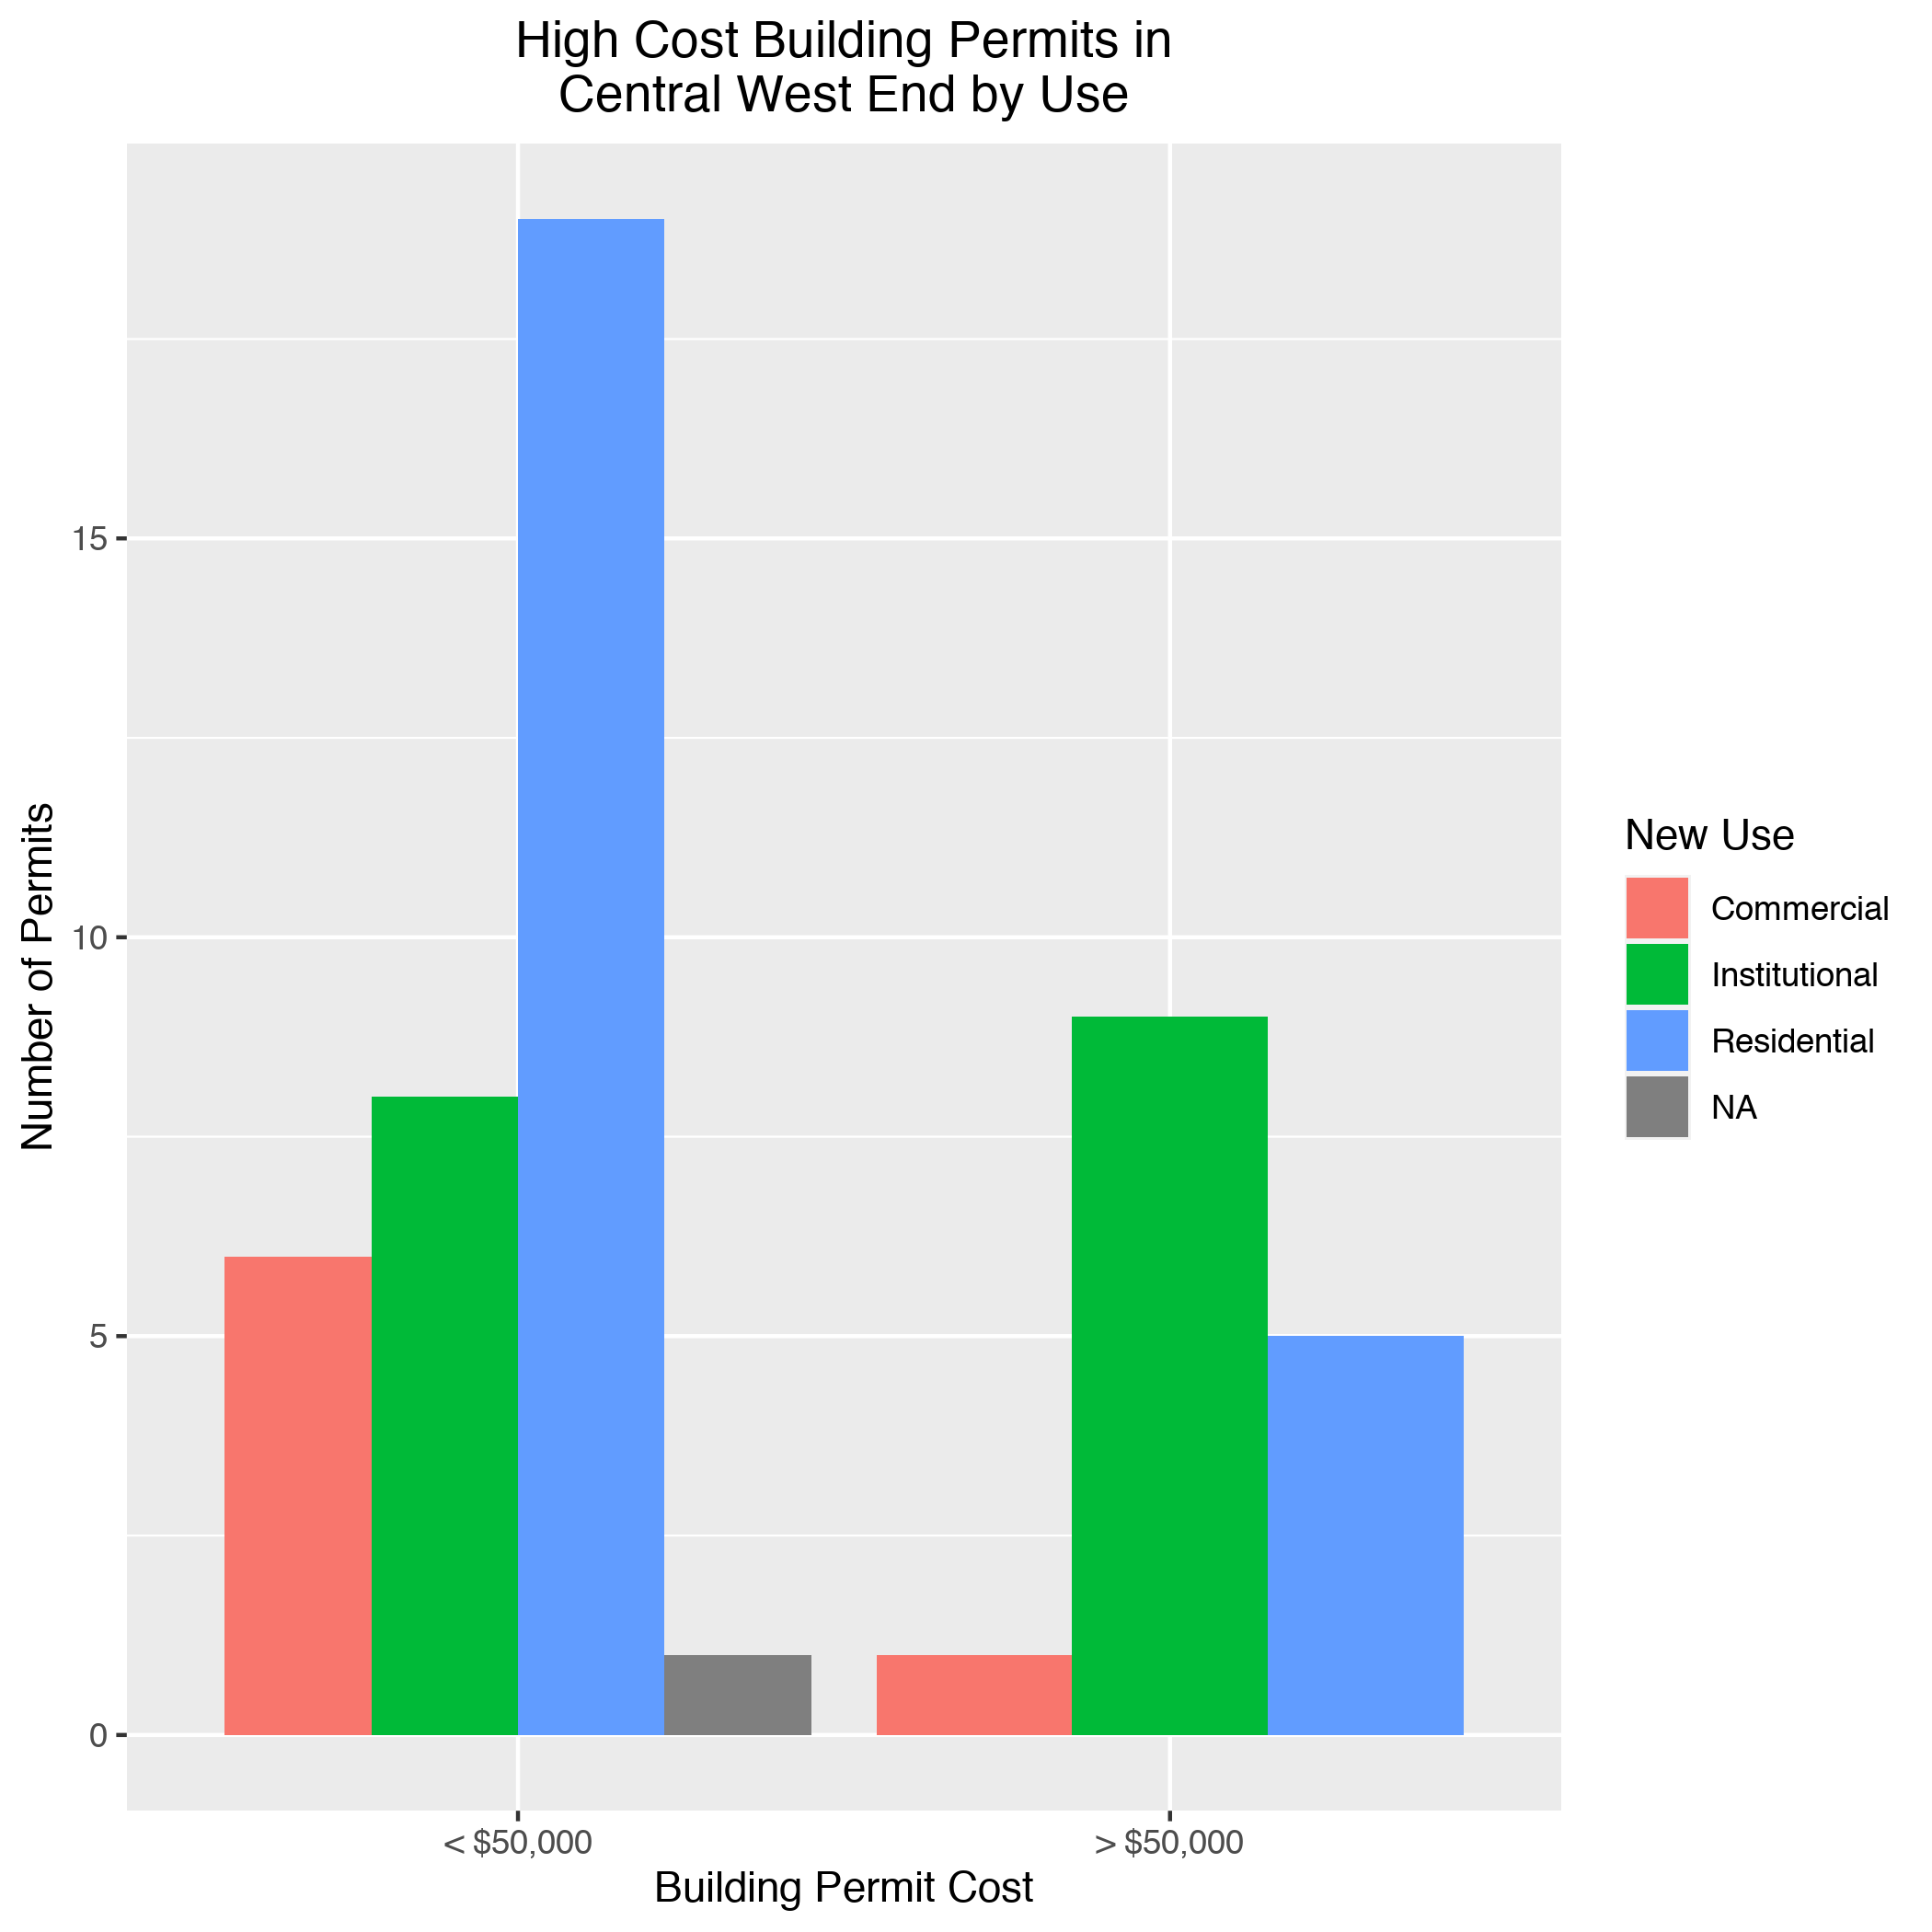 High Cost Building Permits in
Central West End by Use
Number of Permits
15
10
5
0
< $50,000
> $50,000
Building Permit Cost
New Use
Commercial
Institutional
Residential
NA